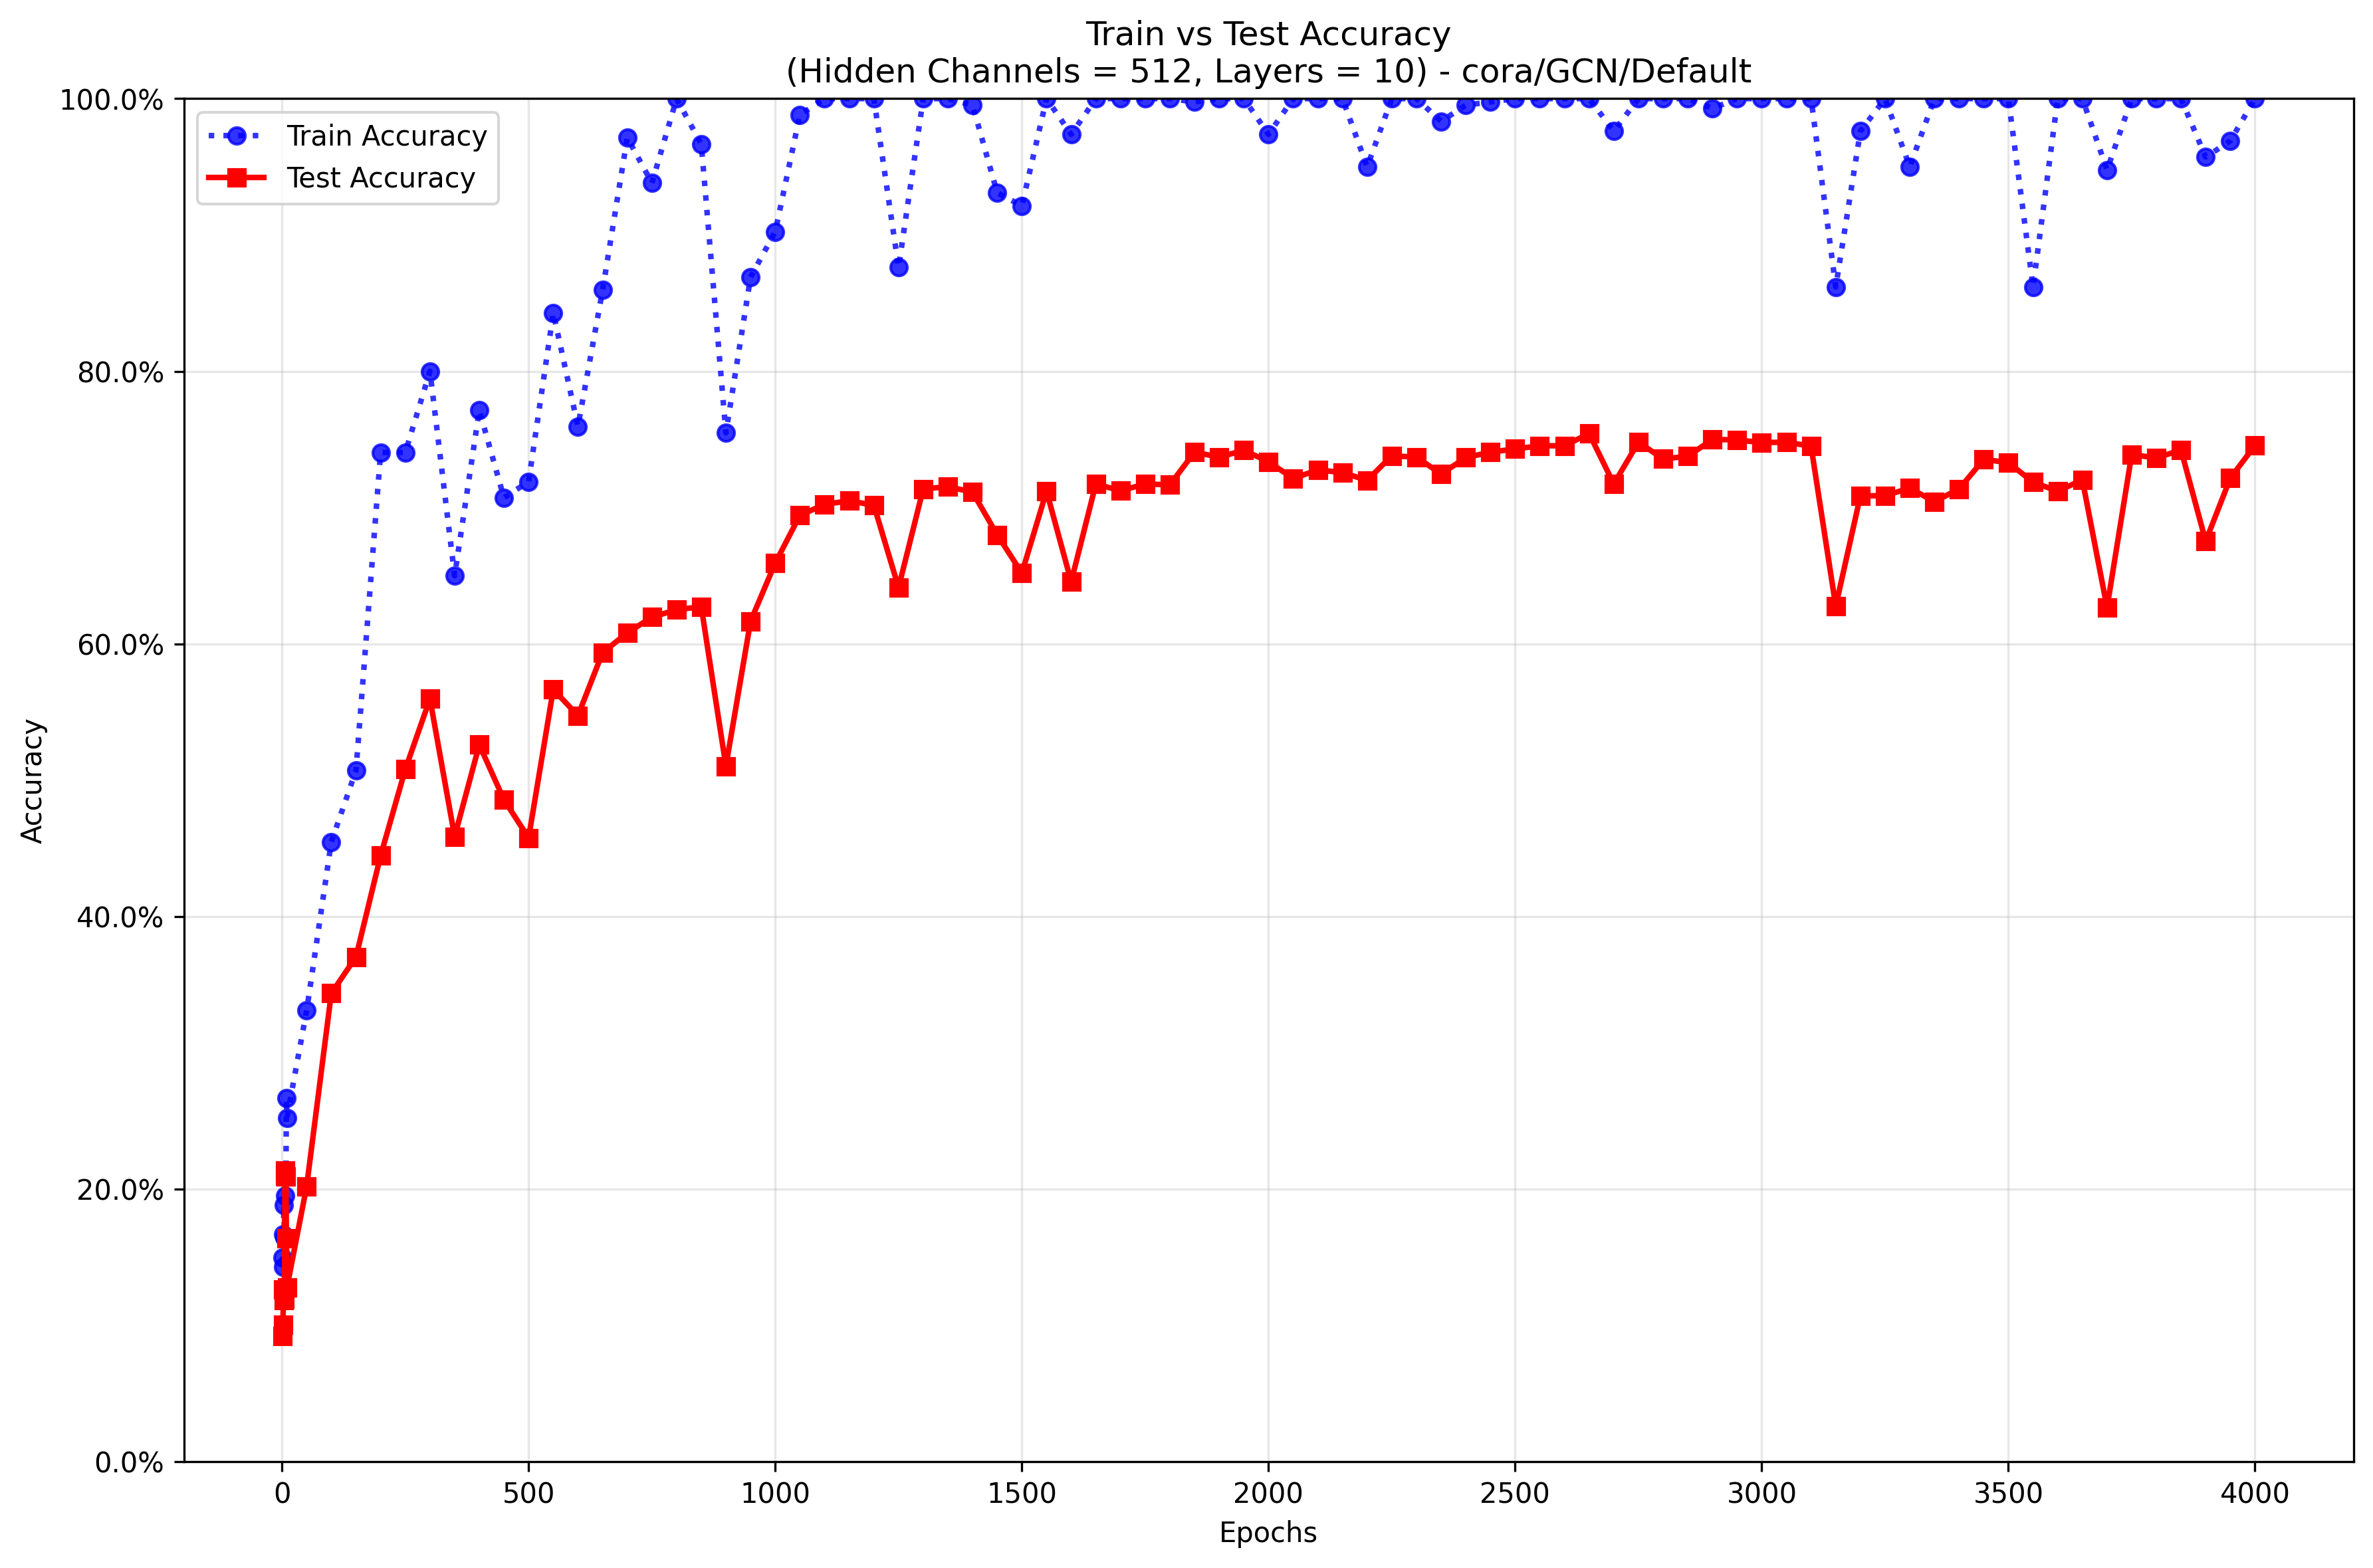 Train vs Test Accuracy
(Hidden Channels = 512, Layers = 10) - cora/GCN/Default
Train Accuracy
Test Accuracy
Accuracy
100.0%
80.0%
60.0%
40.0%
20.0%
0.0%
0 500 1000 1500 2000 2500 3000 3500 4000
Epochs